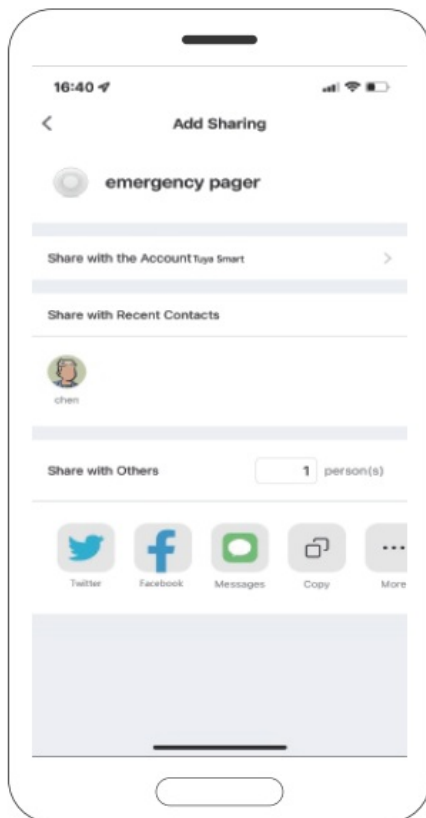 16:40
Add Sharing
emergency pager
Share with the Account Tuya Smart
Share with Recent Contacts
chen
Share with Others 1 person(s)
Twitter Facebook Messages Copy More